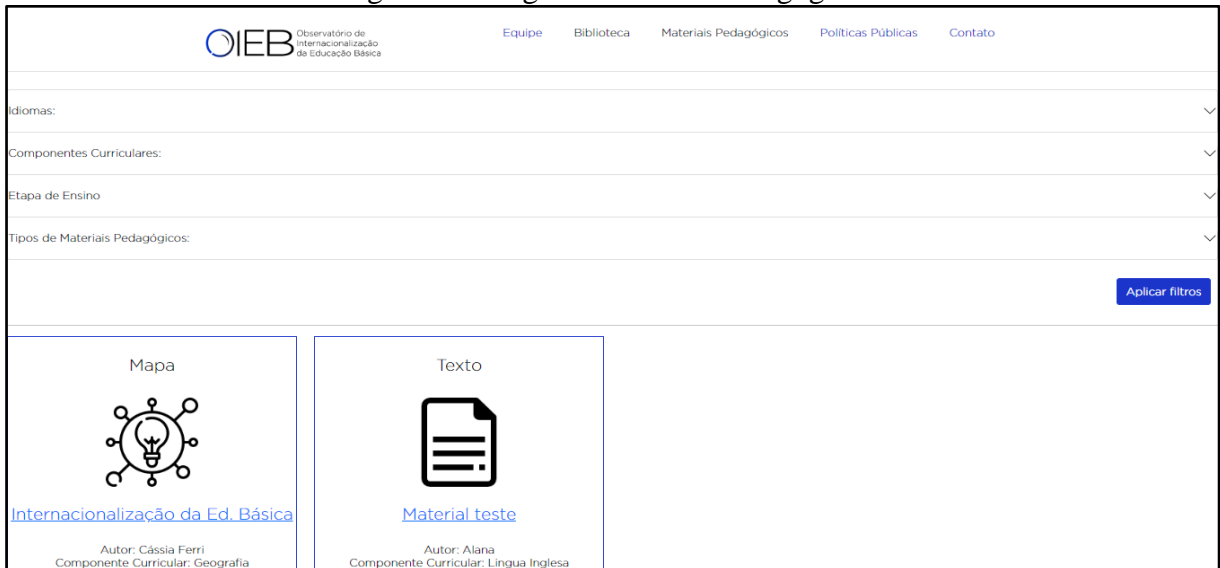 OIEB
Observatório de
Internacionalização
da Educação Básica
Equipe Biblioteca Materiais Pedagógicos Políticas Públicas Contato
Idiomas:
Componentes Curriculares:
Etapa de Ensino
Tipos de Materiais Pedagógicos:
Aplicar filtros
Mapa
Internacionalização da Ed. Básica
Autor: Cássia Ferri
Componente Curricular: Geografia
Texto
Material teste
Autor: Alana
Componente Curricular: Lingua Inglesa